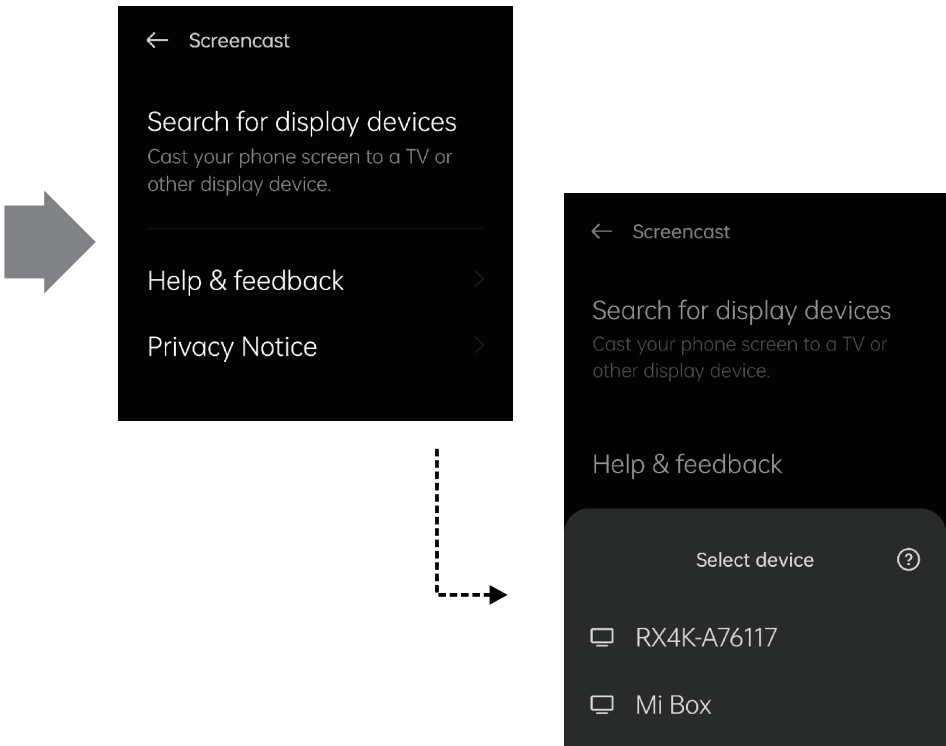 Screencast
Search for display devices
Cast your phone screen to a TV or
other display device.
Help & feedback
Privacy Notice
Screencast
Search for display devices
Cast your phone screen to a TV or
other display device.
Help & feedback
Select device
?
RX4K-A76117
Mi Box